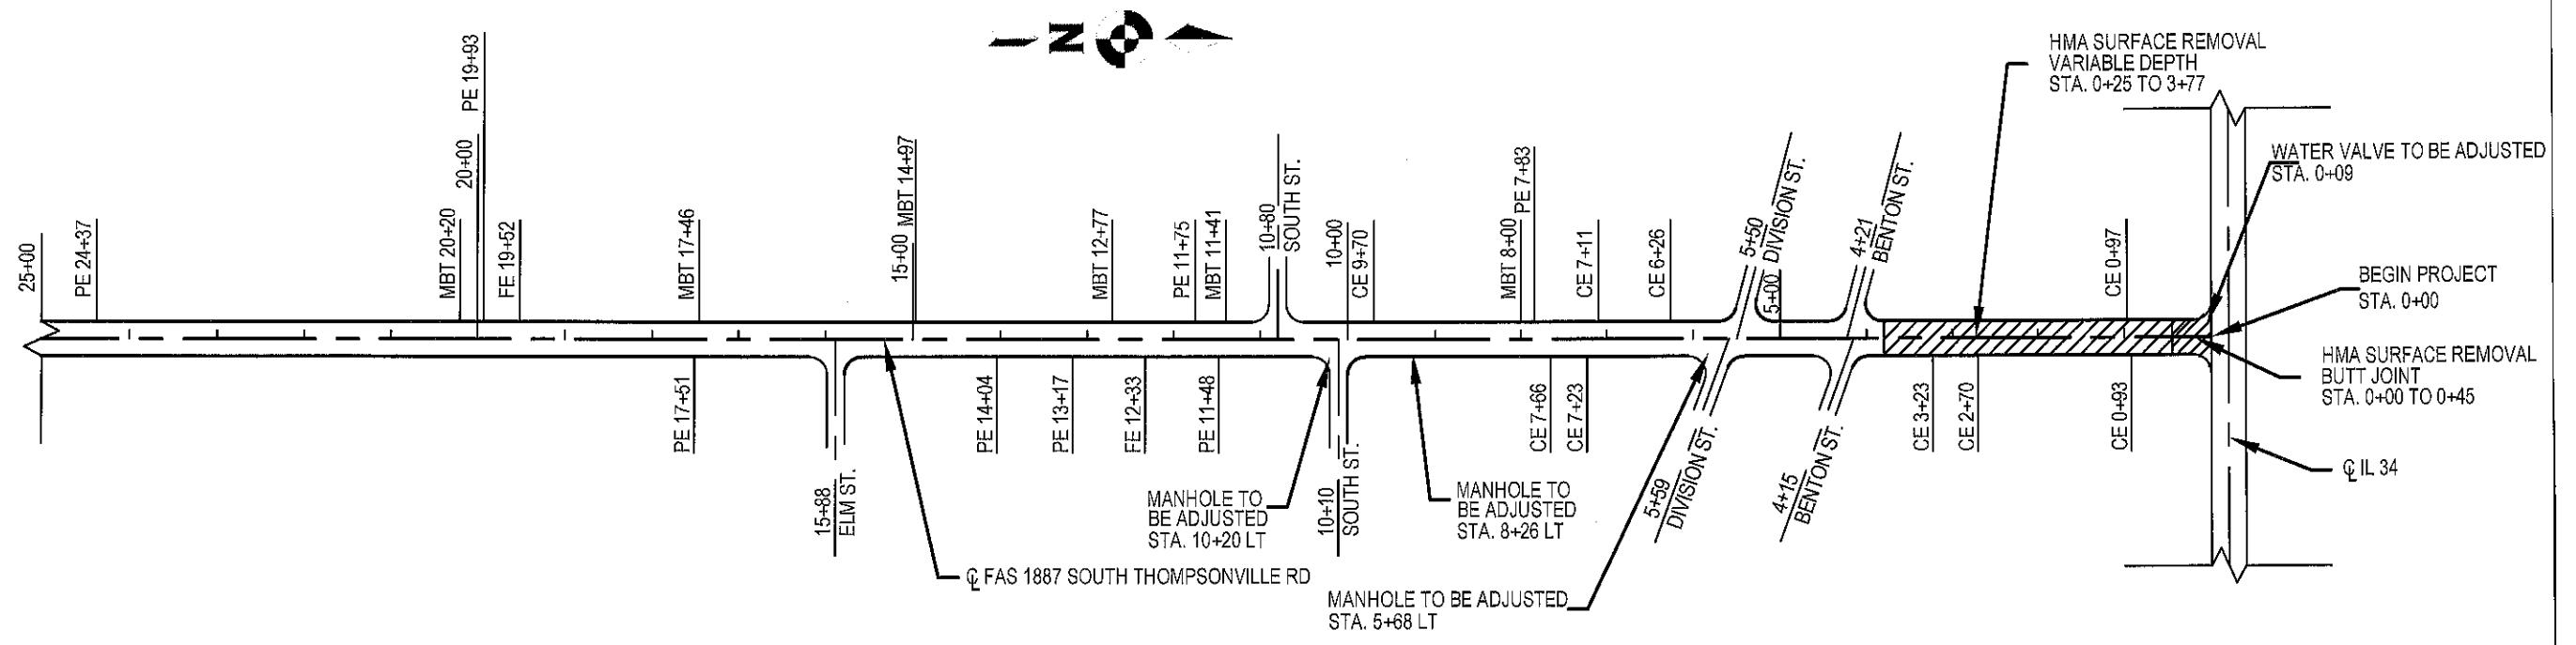 N
HMA SURFACE REMOVAL
VARIABLE DEPTH
STA. 0+25 TO 3+77
WATER VALVE TO BE ADJUSTED
STA. 0+09
BEGIN PROJECT
STA. 0+00
HMA SURFACE REMOVAL
BUTT JOINT
STA. 0+00 TO 0+45
℄ IL 34
25+00
PE 24+37
MBT 20+20
20+00
PE 19+93
FE 19+52
MBT 17+46
15+00
MBT 14+97
MBT 12+77
PE 11+75
MBT 11+41
10+80
SOUTH ST.
10+00
CE 9+70
MBT 8+00
PE 7+83
CE 7+11
CE 6+26
5+50
DIVISION ST.
5+00
4+21
BENTON ST.
CE 0+97
PE 17+51
15+88
ELM ST.
PE 14+04
PE 13+17
FE 12+33
PE 11+48
10+10
SOUTH ST.
CE 7+66
CE 7+23
5+59
DIVISION ST.
4+15
BENTON ST.
CE 3+23
CE 2+70
CE 0+93
MANHOLE TO
BE ADJUSTED
STA. 10+20 LT
MANHOLE TO
BE ADJUSTED
STA. 8+26 LT
℄ FAS 1887 SOUTH THOMPSONVILLE RD
MANHOLE TO BE ADJUSTED
STA. 5+68 LT